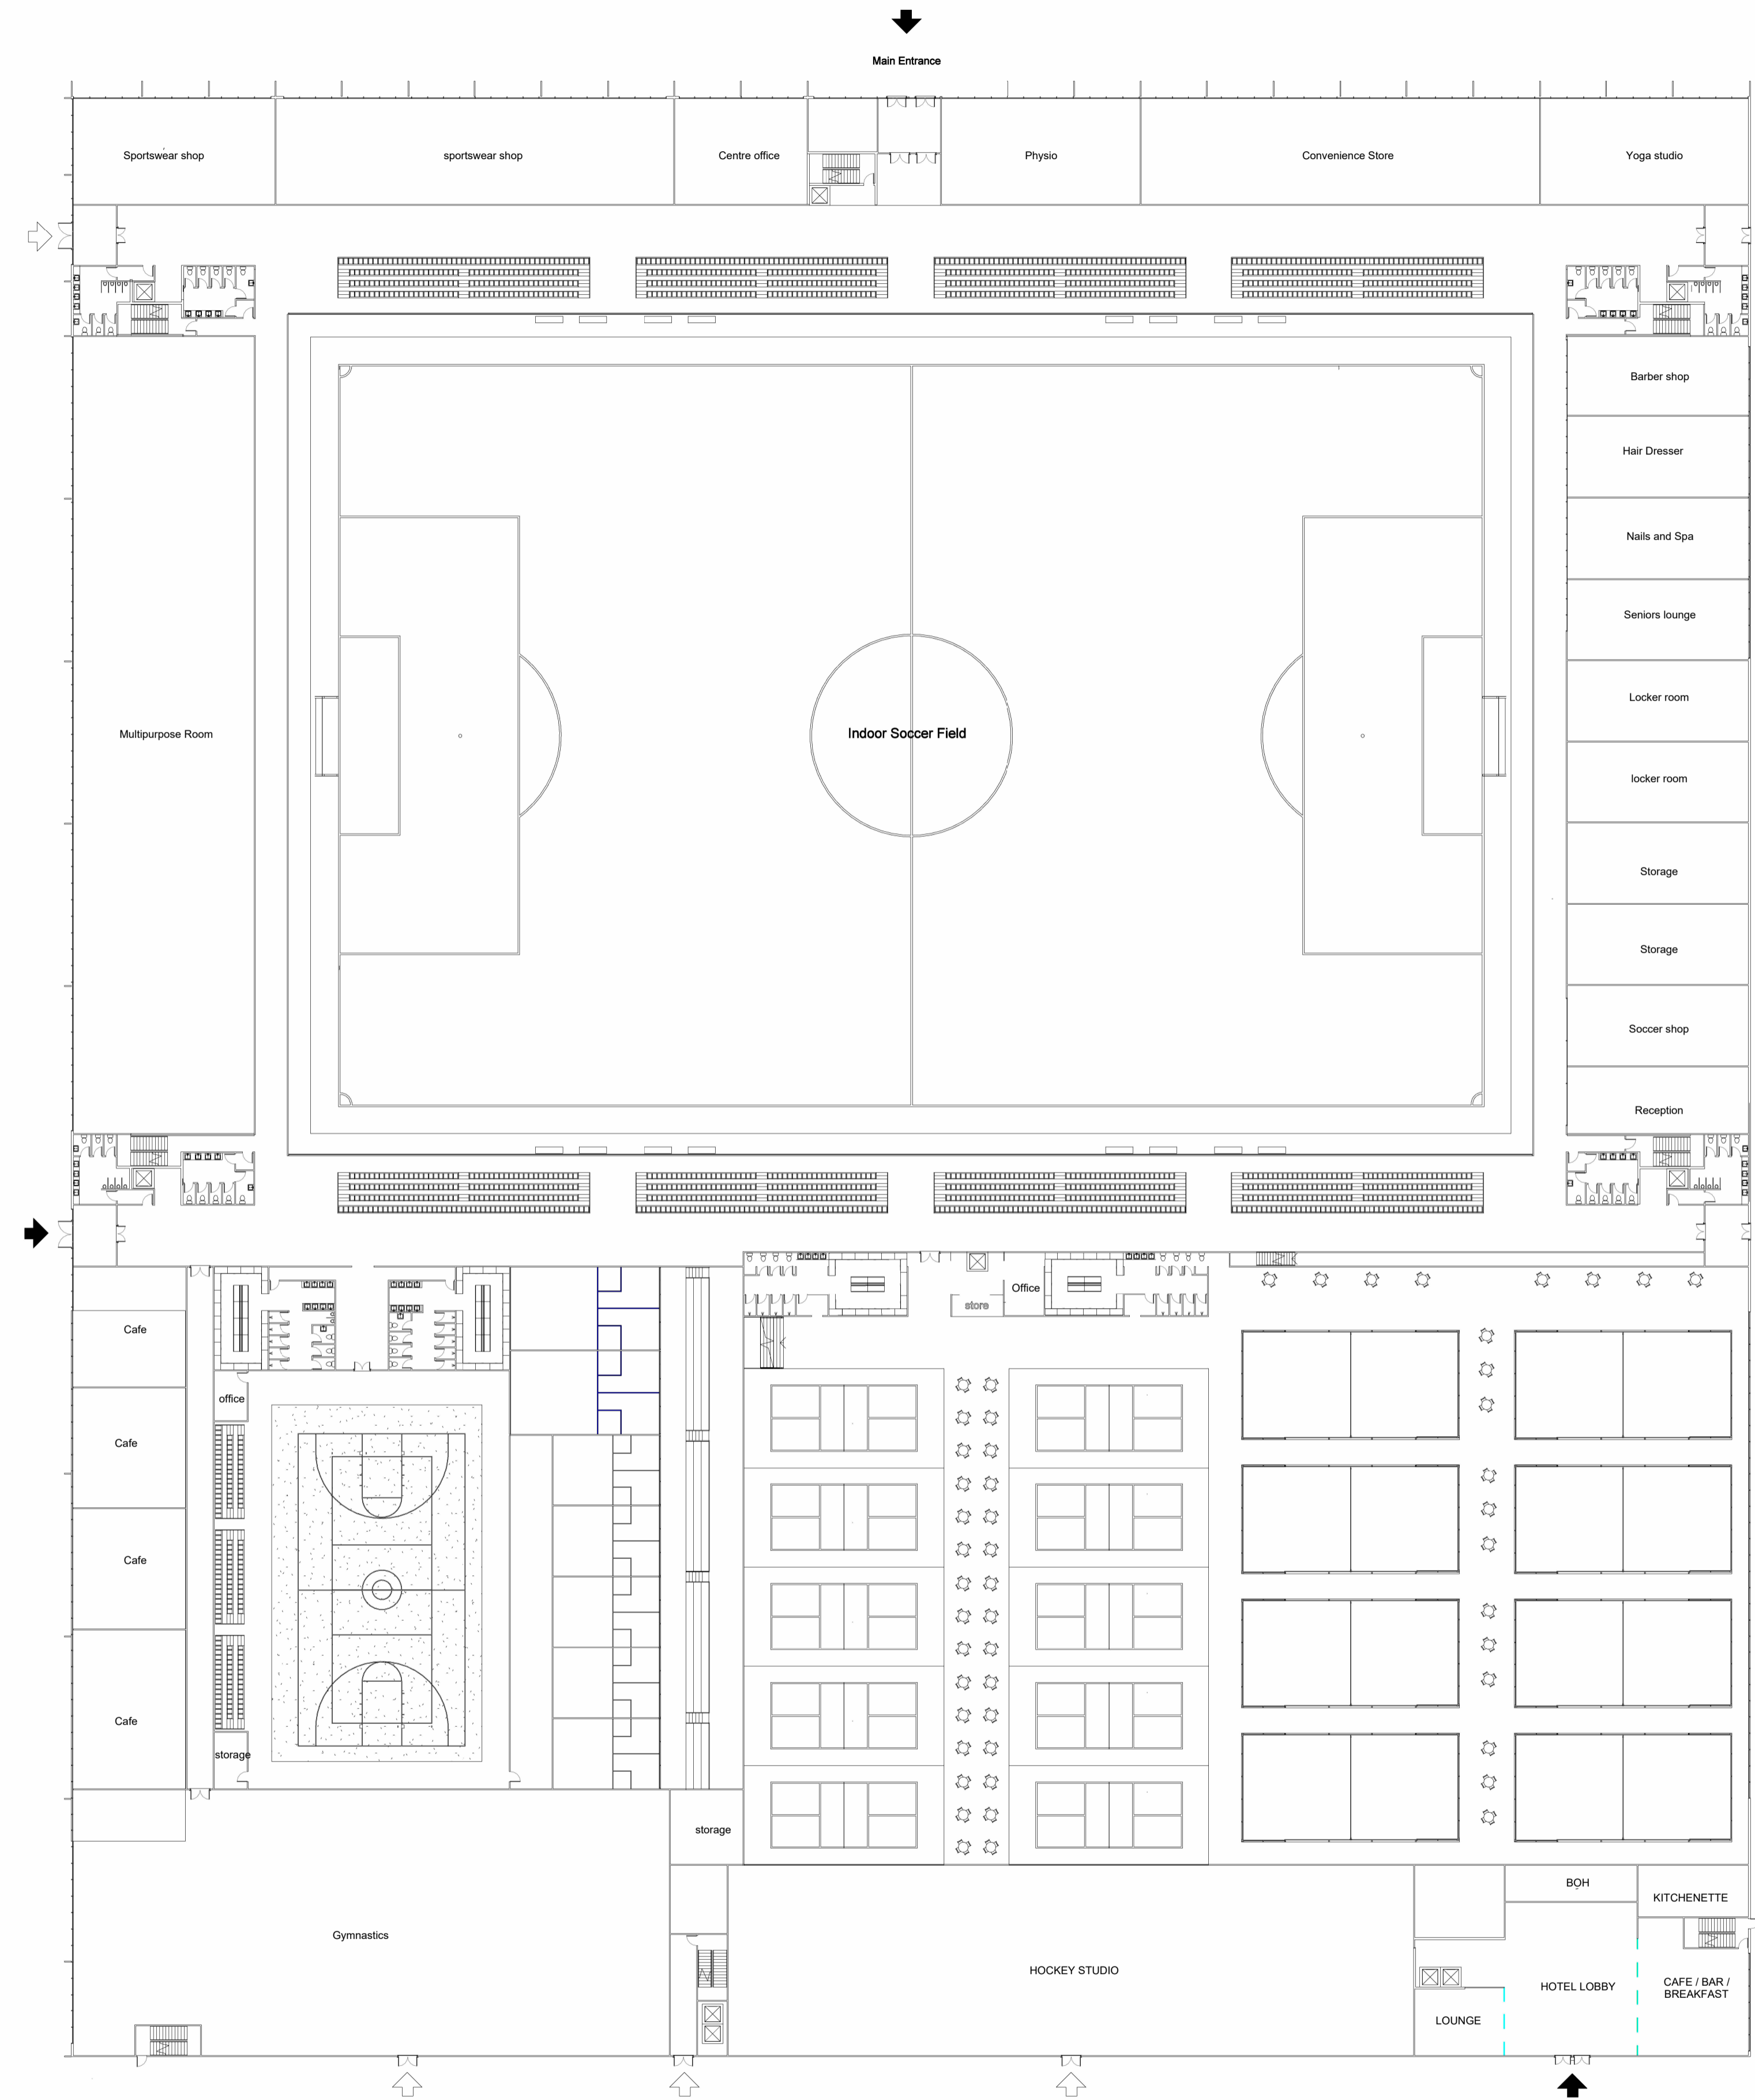 Main Entrance
Sportswear shop
sportswear shop
Centre office
Physio
Convenience Store
Yoga studio
Barber shop
Hair Dresser
Nails and Spa
Seniors lounge
Locker room
Multipurpose Room
Indoor Soccer Field
locker room
Storage
Storage
Soccer shop
Reception
Office
store
Cafe
office
Cafe
Cafe
Cafe
storage
storage
BOH
KITCHENETTE
Gymnastics
HOCKEY STUDIO
HOTEL LOBBY
CAFE / BAR /
BREAKFAST
LOUNGE